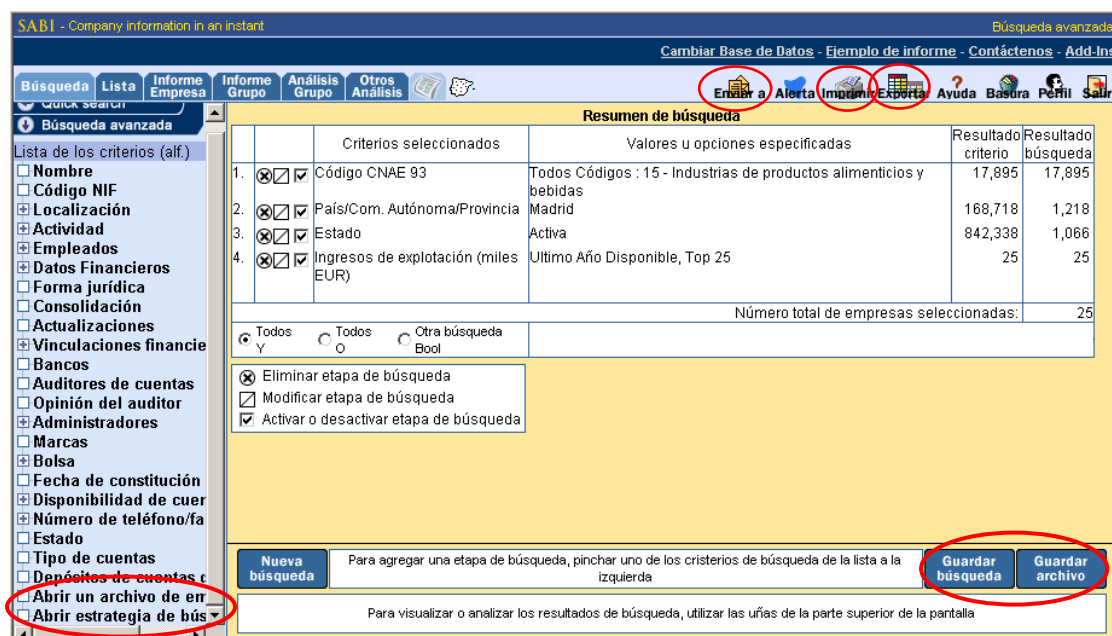 SABI - Company information in an instant
Búsqueda avanzada
Cambiar Base de Datos - Ejemplo de informe - Contáctenos - Add-Ins
Búsqueda
Lista
Informe Empresa
Informe Grupo
Análisis Grupo
Otros Análisis
Enviar a
Alerta
Imprimir
Exportar
Ayuda
Basura
Perfil
Salir
Quick search
Búsqueda avanzada
Lista de los criterios (alf.)
Nombre
Código NIF
Localización
Actividad
Empleados
Datos Financieros
Forma jurídica
Consolidación
Actualizaciones
Vinculaciones financie
Bancos
Auditores de cuentas
Opinión del auditor
Administradores
Marcas
Bolsa
Fecha de constitución
Disponibilidad de cuer
Número de teléfono/fa
Estado
Tipo de cuentas
Depósitos de cuentas c
Abrir un archivo de em
Abrir estrategia de bús
Resumen de búsqueda
Criterios seleccionados
Valores u opciones especificadas
Resultado criterio
Resultado búsqueda
1. Código CNAE 93
Todos Códigos : 15 - Industrias de productos alimenticios y
bebidas
17,895 17,895
2. País/Com. Autónoma/Provincia Madrid 168,718 1,218
3. Estado Activa 842,338 1,066
4. Ingresos de explotación (miles
EUR)
Ultimo Año Disponible, Top 25 25 25
Número total de empresas seleccionadas: 25
Todos
Y
Todos
O
Otra búsqueda
Bool
Eliminar etapa de búsqueda
Modificar etapa de búsqueda
Activar o desactivar etapa de búsqueda
Nueva
búsqueda
Para agregar una etapa de búsqueda, pinchar uno de los cristerios de búsqueda de la lista a la
izquierda
Guardar
búsqueda
Guardar
archivo
Para visualizar o analizar los resultados de búsqueda, utilizar las uñas de la parte superior de la pantalla